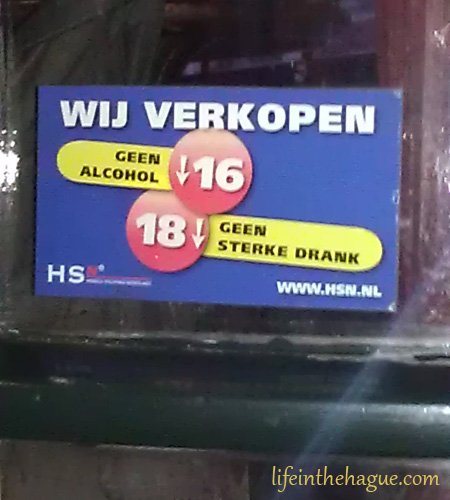 WIJ VERKOPEN
GEEN
ALCOHOL
↓16
18↓
GEEN
STERKE DRANK
HSN
WWW.HSN.NL
lifeinthehague.com